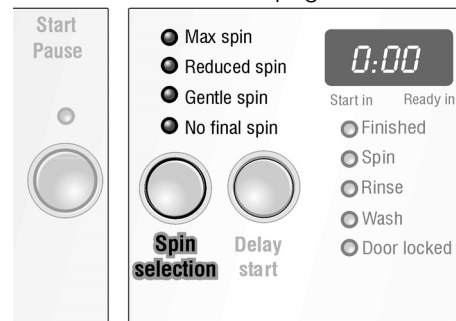 Start
Pause
Max spin
Reduced spin
Gentle spin
No final spin
Spin
selection
Delay
start
0:00
Start in Ready in
Finished
Spin
Rinse
Wash
Door locked